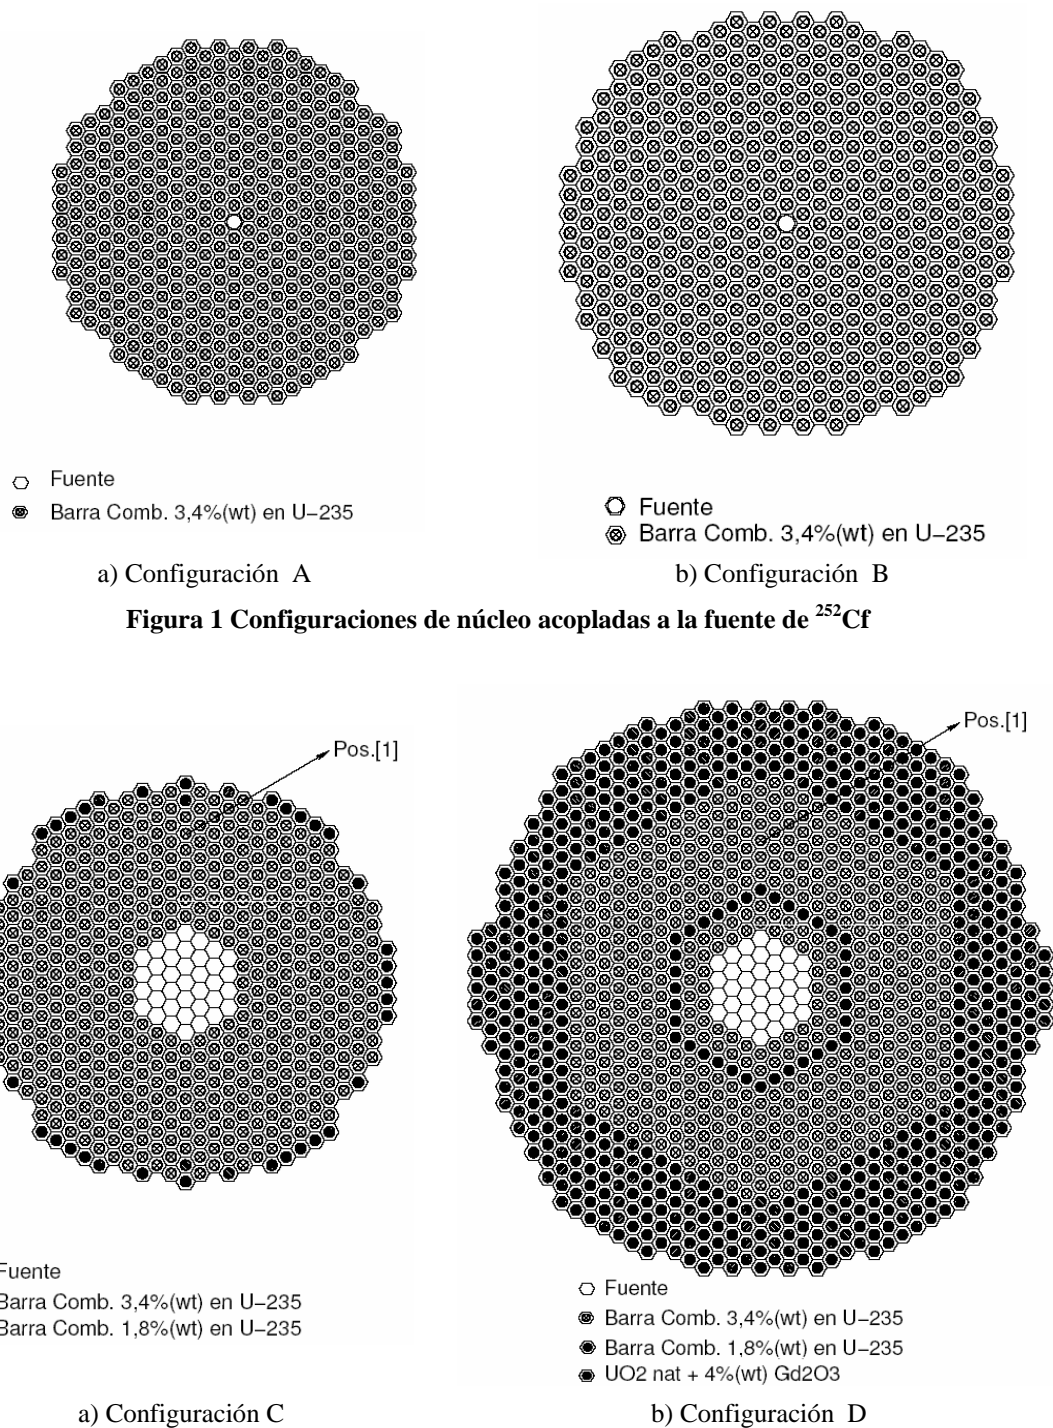 Fuente
Barra Comb. 3,4%(wt) en U−235
Fuente
Barra Comb. 3,4%(wt) en U−235
a) Configuración A
b) Configuración B
Figura 1 Configuraciones de núcleo acopladas a la fuente de ²⁵²Cf
Pos.[1]
Pos.[1]
Fuente
Barra Comb. 3,4%(wt) en U−235
Barra Comb. 1,8%(wt) en U−235
Fuente
Barra Comb. 3,4%(wt) en U−235
Barra Comb. 1,8%(wt) en U−235
UO2 nat + 4%(wt) Gd2O3
a) Configuración C
b) Configuración D